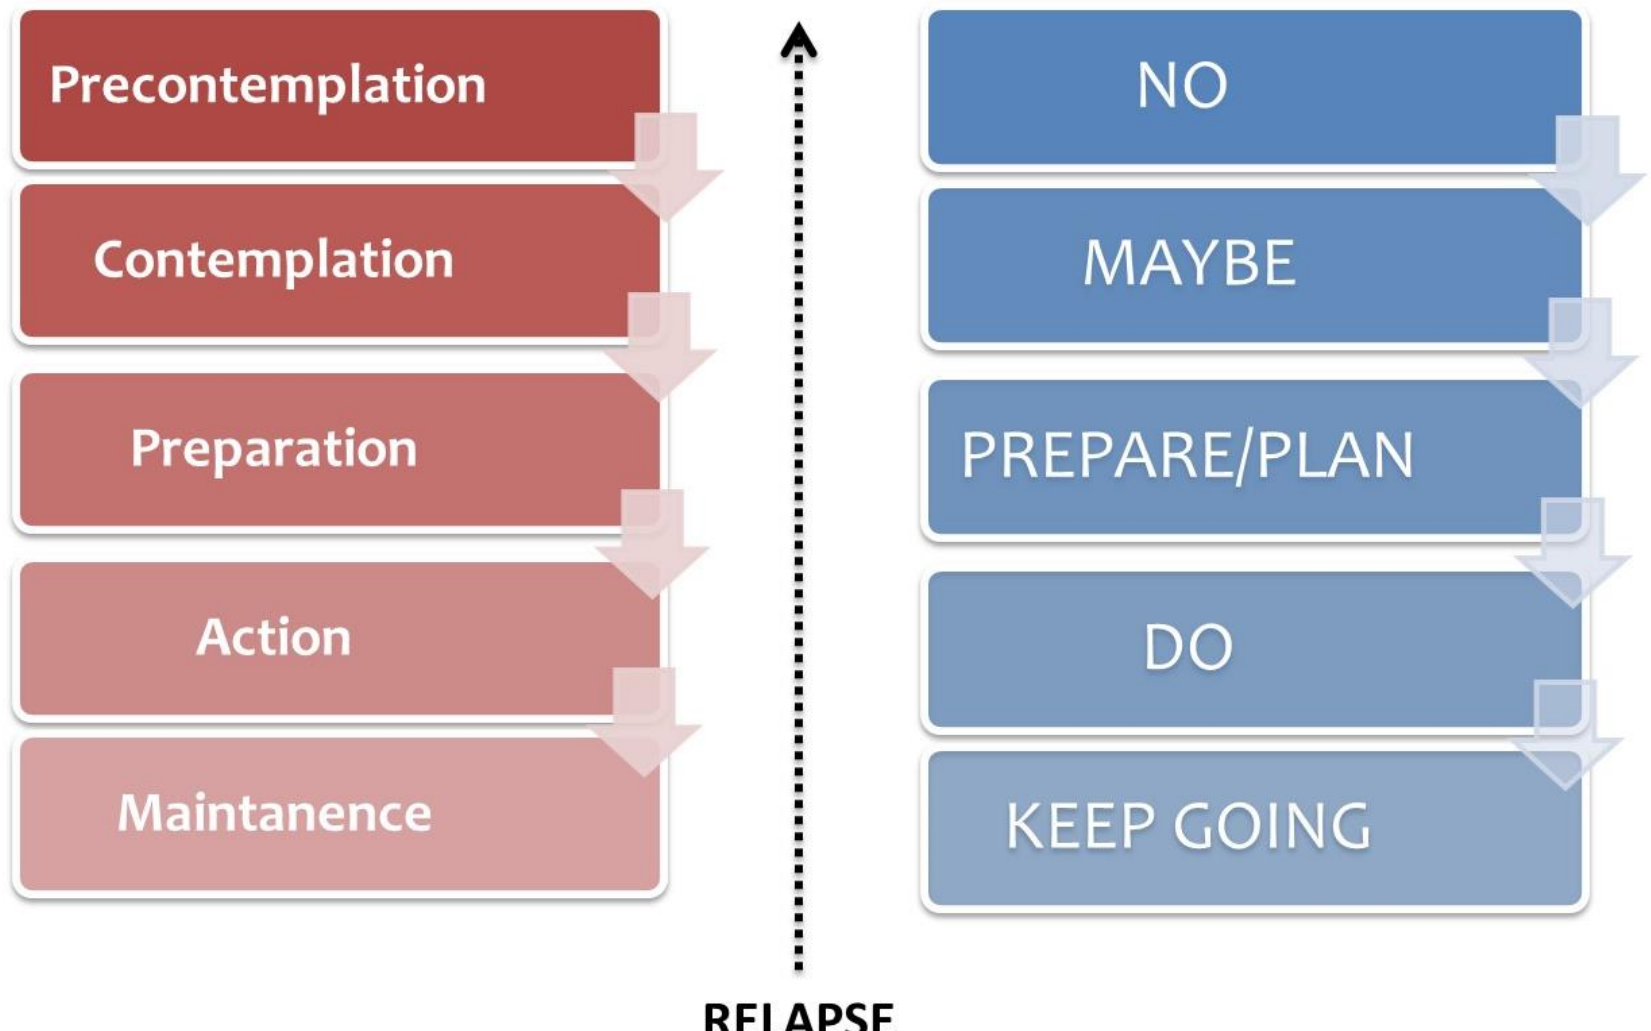 Precontemplation
Contemplation
Preparation
Action
Maintanence
NO
MAYBE
PREPARE/PLAN
DO
KEEP GOING
RELAPSE